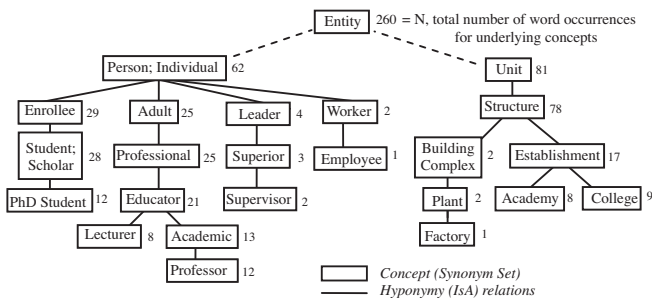 Entity 260 = N, total number of word occurrences
for underlying concepts
Person; Individual 62
Unit 81
Enrollee 29 Adult 25 Leader 4 Worker 2
Structure 78
Student;
Scholar 28
Professional 25
Superior 3
Employee 1
Building
Complex 2
Establishment 17
PhD Student 12
Educator 21
Supervisor 2
Plant 2
Academy 8
College 9
Lecturer 8
Academic 13
Factory 1
Professor 12
Concept (Synonym Set)
Hyponymy (IsA) relations